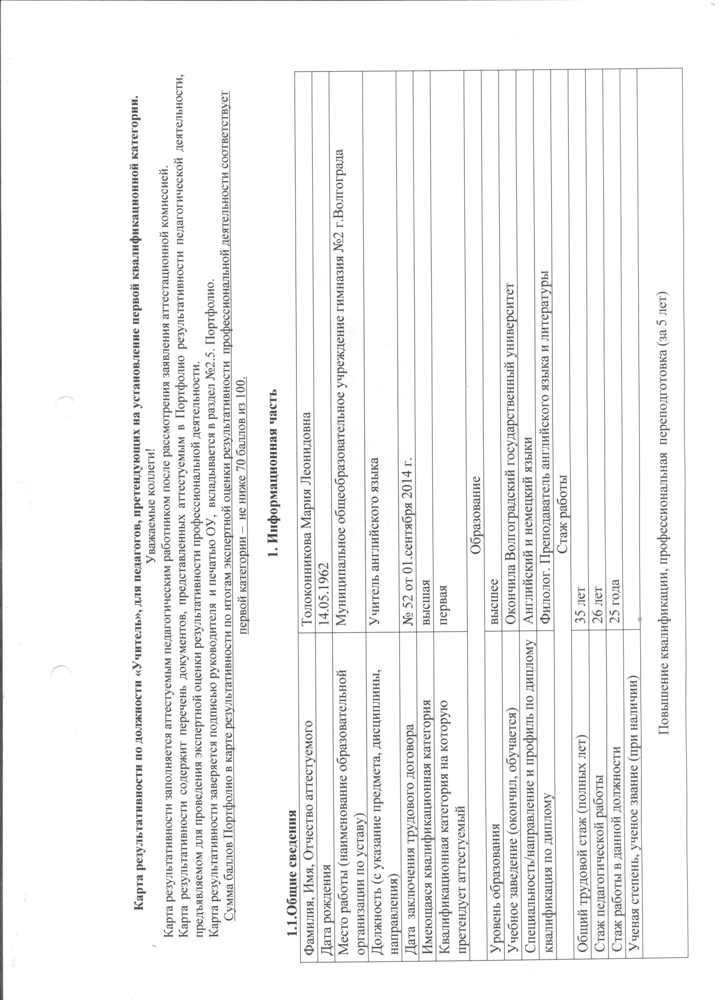 Карта результативности по должности «Учитель», для педагогов, претендующих на установление первой квалификационной категории.
Уважаемые коллеги!
Карта результативности заполняется аттестуемым педагогическим работником после рассмотрения заявления аттестационной комиссией.
Карта результативности содержит перечень документов, представленных аттестуемым в Портфолио результативности педагогической деятельности,
предъявляемом для проведения экспертной оценки результативности профессиональной деятельности.
Карта результативности заверяется подписью руководителя и печатью ОУ, вкладывается в раздел №2.5. Портфолио.
Сумма баллов Портфолио в карте результативности по итогам экспертной оценки результативности профессиональной деятельности соответствует
первой категории – не ниже 70 баллов из 100.
1. Информационная часть
1.1.Общие сведения
Фамилия, Имя, Отчество аттестуемого Толоконникова Мария Леонидовна
Дата рождения 14.05.1962
Место работы (наименование образовательной Муниципальное общеобразовательное учреждение гимназия №2 г.Волгограда
организации по уставу)
Должность (с указание предмета, дисциплины, Учитель английского языка
направления)
Дата заключения трудового договора № 52 от 01.сентября 2014 г.
Имеющаяся квалификационная категория высшая
Квалификационная категория на которую первая
претендует аттестуемый
Образование
Уровень образования высшее
Учебное заведение (окончил, обучается) Окончила Волгоградский государственный университет
Специальность/направление и профиль по диплому Английский и немецкий языки
квалификация по диплому Филолог. Преподаватель английского языка и литературы
Стаж работы
Общий трудовой стаж (полных лет) 35 лет
Стаж педагогической работы 26 лет
Стаж работы в данной должности 25 года
Ученая степень, ученое звание (при наличии)
Повышение квалификации, профессиональная переподготовка (за 5 лет)